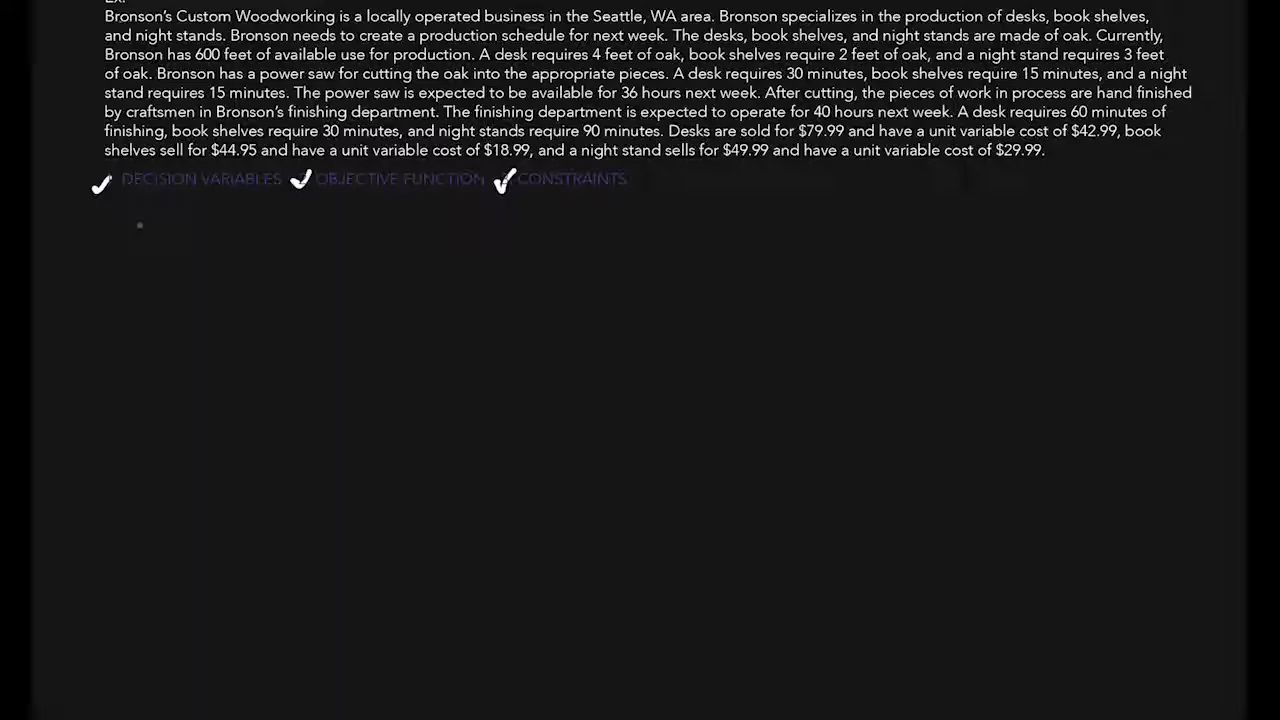 Ex:
Bronson's Custom Woodworking is a locally operated business in the Seattle, WA area. Bronson specializes in the production of desks, book shelves,
and night stands. Bronson needs to create a production schedule for next week. The desks, book shelves, and night stands are made of oak. Currently,
Bronson has 600 feet of available use for production. A desk requires 4 feet of oak, book shelves require 2 feet of oak, and a night stand requires 3 feet
of oak. Bronson has a power saw for cutting the oak into the appropriate pieces. A desk requires 30 minutes, book shelves require 15 minutes, and a night
stand requires 15 minutes. The power saw is expected to be available for 36 hours next week. After cutting, the pieces of work in process are hand finished
by craftsmen in Bronson's finishing department. The finishing department is expected to operate for 40 hours next week. A desk requires 60 minutes of
finishing, book shelves require 30 minutes, and night stands require 90 minutes. Desks are sold for $79.99 and have a unit variable cost of $42.99, book
shelves sell for $44.95 and have a unit variable cost of $18.99, and a night stand sells for $49.99 and have a unit variable cost of $29.99.
DECISION VARIABLES OBJECTIVE FUNCTION CONSTRAINTS